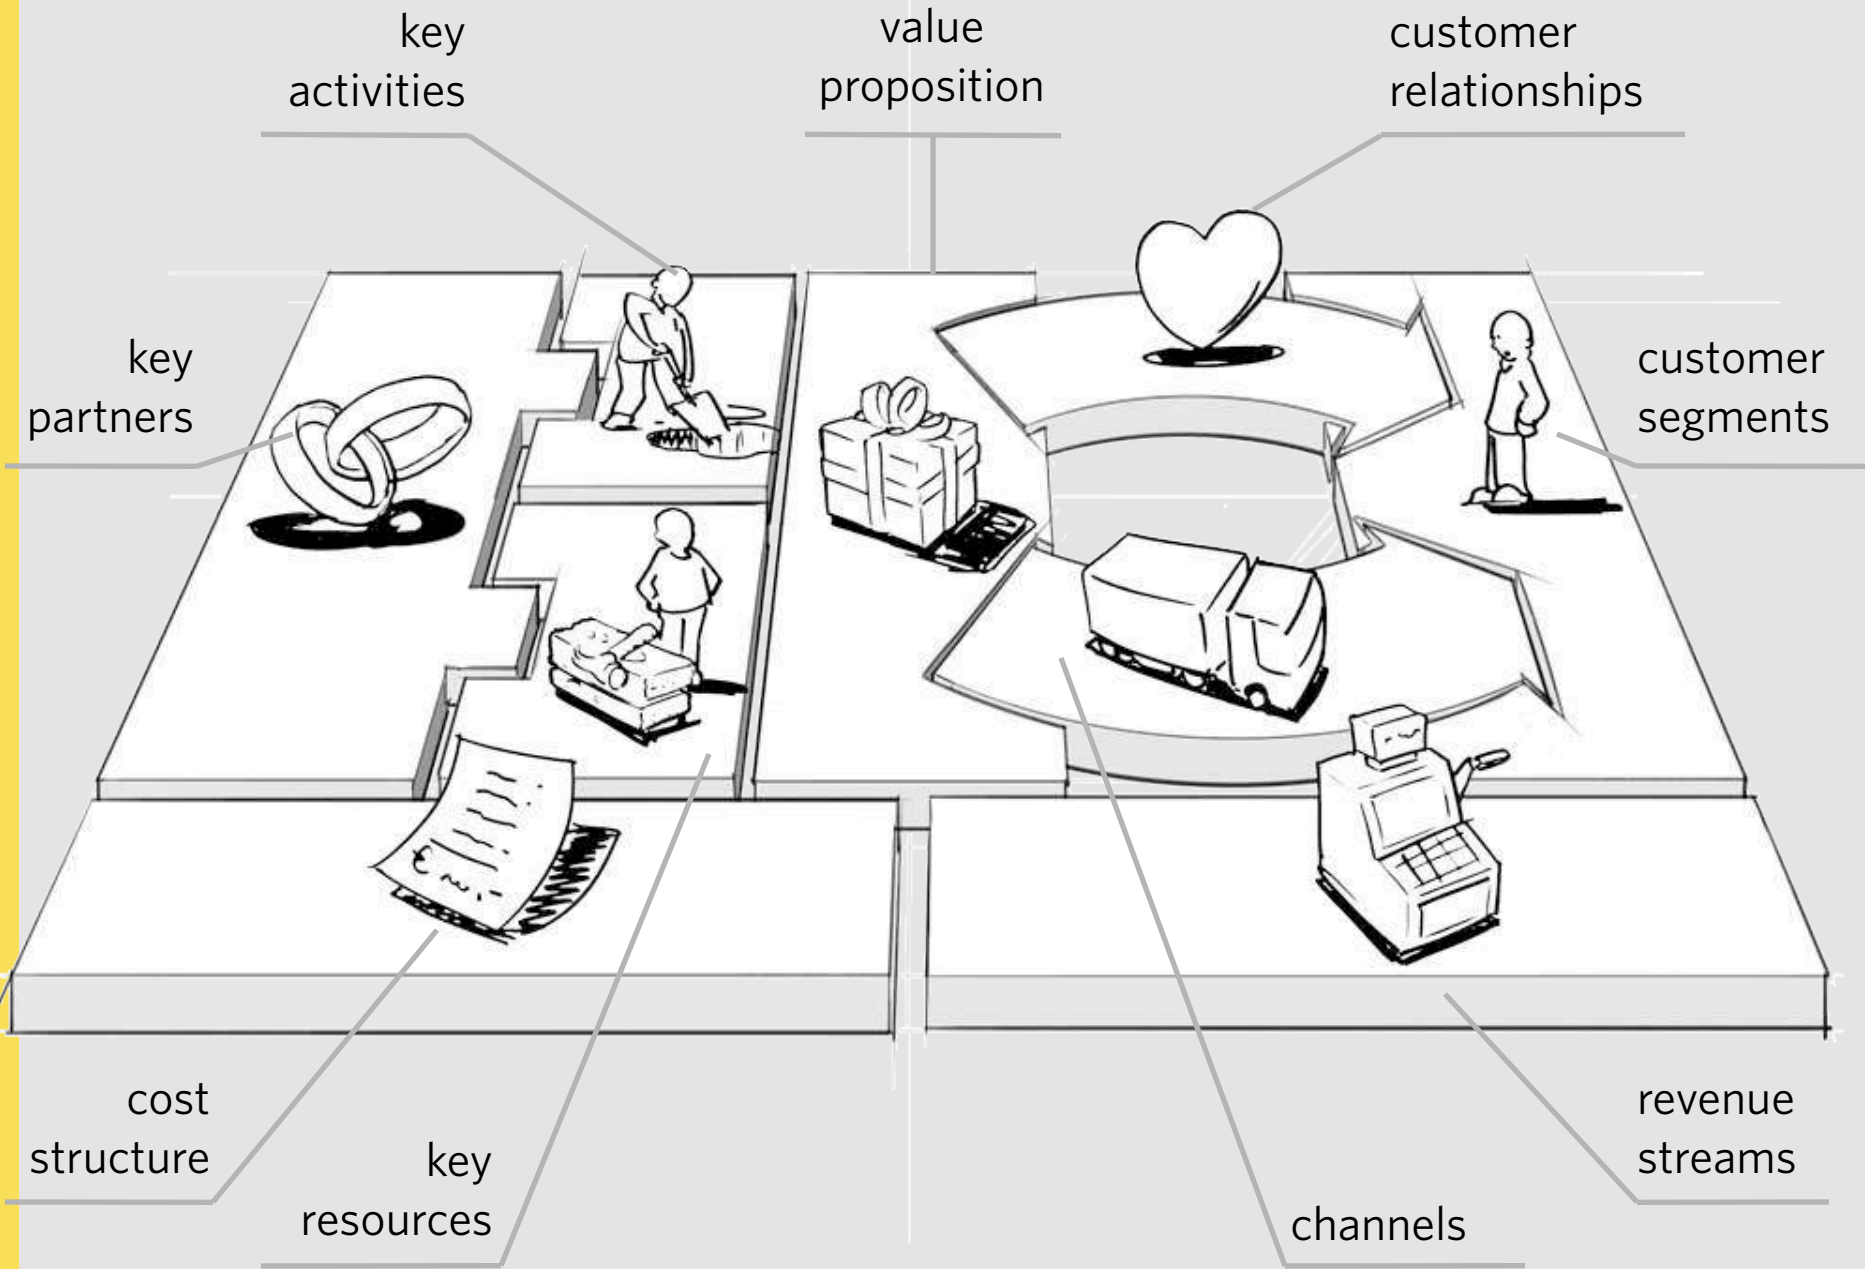 key
activities
value
proposition
customer
relationships
key
partners
customer
segments
cost
structure
key
resources
channels
revenue
streams